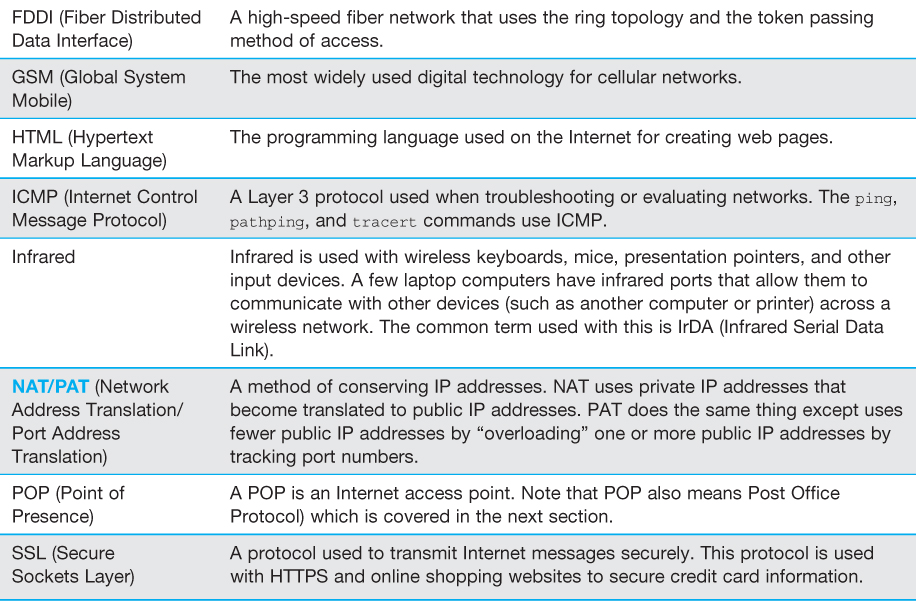 FDDI (Fiber Distributed
Data Interface)
A high-speed fiber network that uses the ring topology and the token passing
method of access.
GSM (Global System
Mobile)
The most widely used digital technology for cellular networks.
HTML (Hypertext
Markup Language)
The programming language used on the Internet for creating web pages.
ICMP (Internet Control
Message Protocol)
A Layer 3 protocol used when troubleshooting or evaluating networks. The ping,
pathping, and tracert commands use ICMP.
Infrared
Infrared is used with wireless keyboards, mice, presentation pointers, and other
input devices. A few laptop computers have infrared ports that allow them to
communicate with other devices (such as another computer or printer) across a
wireless network. The common term used with this is IrDA (Infrared Serial Data
Link).
NAT/PAT (Network
Address Translation/
Port Address
Translation)
A method of conserving IP addresses. NAT uses private IP addresses that
become translated to public IP addresses. PAT does the same thing except uses
fewer public IP addresses by “overloading” one or more public IP addresses by
tracking port numbers.
POP (Point of
Presence)
A POP is an Internet access point. Note that POP also means Post Office
Protocol) which is covered in the next section.
SSL (Secure
Sockets Layer)
A protocol used to transmit Internet messages securely. This protocol is used
with HTTPS and online shopping websites to secure credit card information.